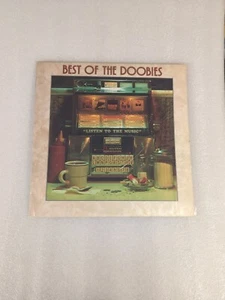 BEST OF THE DOOBIES
"LISTEN TO THE MUSIC"